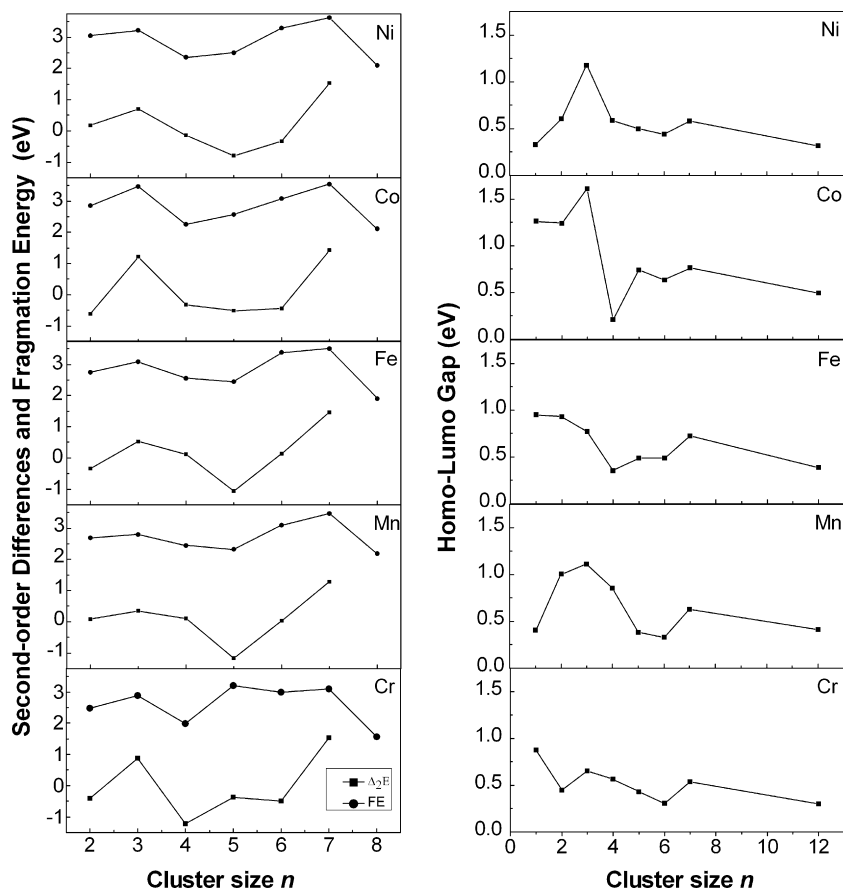 Second-order Differences and Fragmation Energy (eV)
Ni
3
2
1
0
-1
Co
3
2
1
0
-1
Fe
3
2
1
0
-1
Mn
3
2
1
0
-1
Cr
3
2
1
0
-1
Δ₂E
FE
2 3 4 5 6 7 8
Cluster size n
Homo-Lumo Gap (eV)
Ni
1.5
1.0
0.5
0.0
Co
1.5
1.0
0.5
0.0
Fe
1.5
1.0
0.5
0.0
Mn
1.5
1.0
0.5
0.0
Cr
1.5
1.0
0.5
0.0
0 2 4 6 8 10 12
Cluster size n